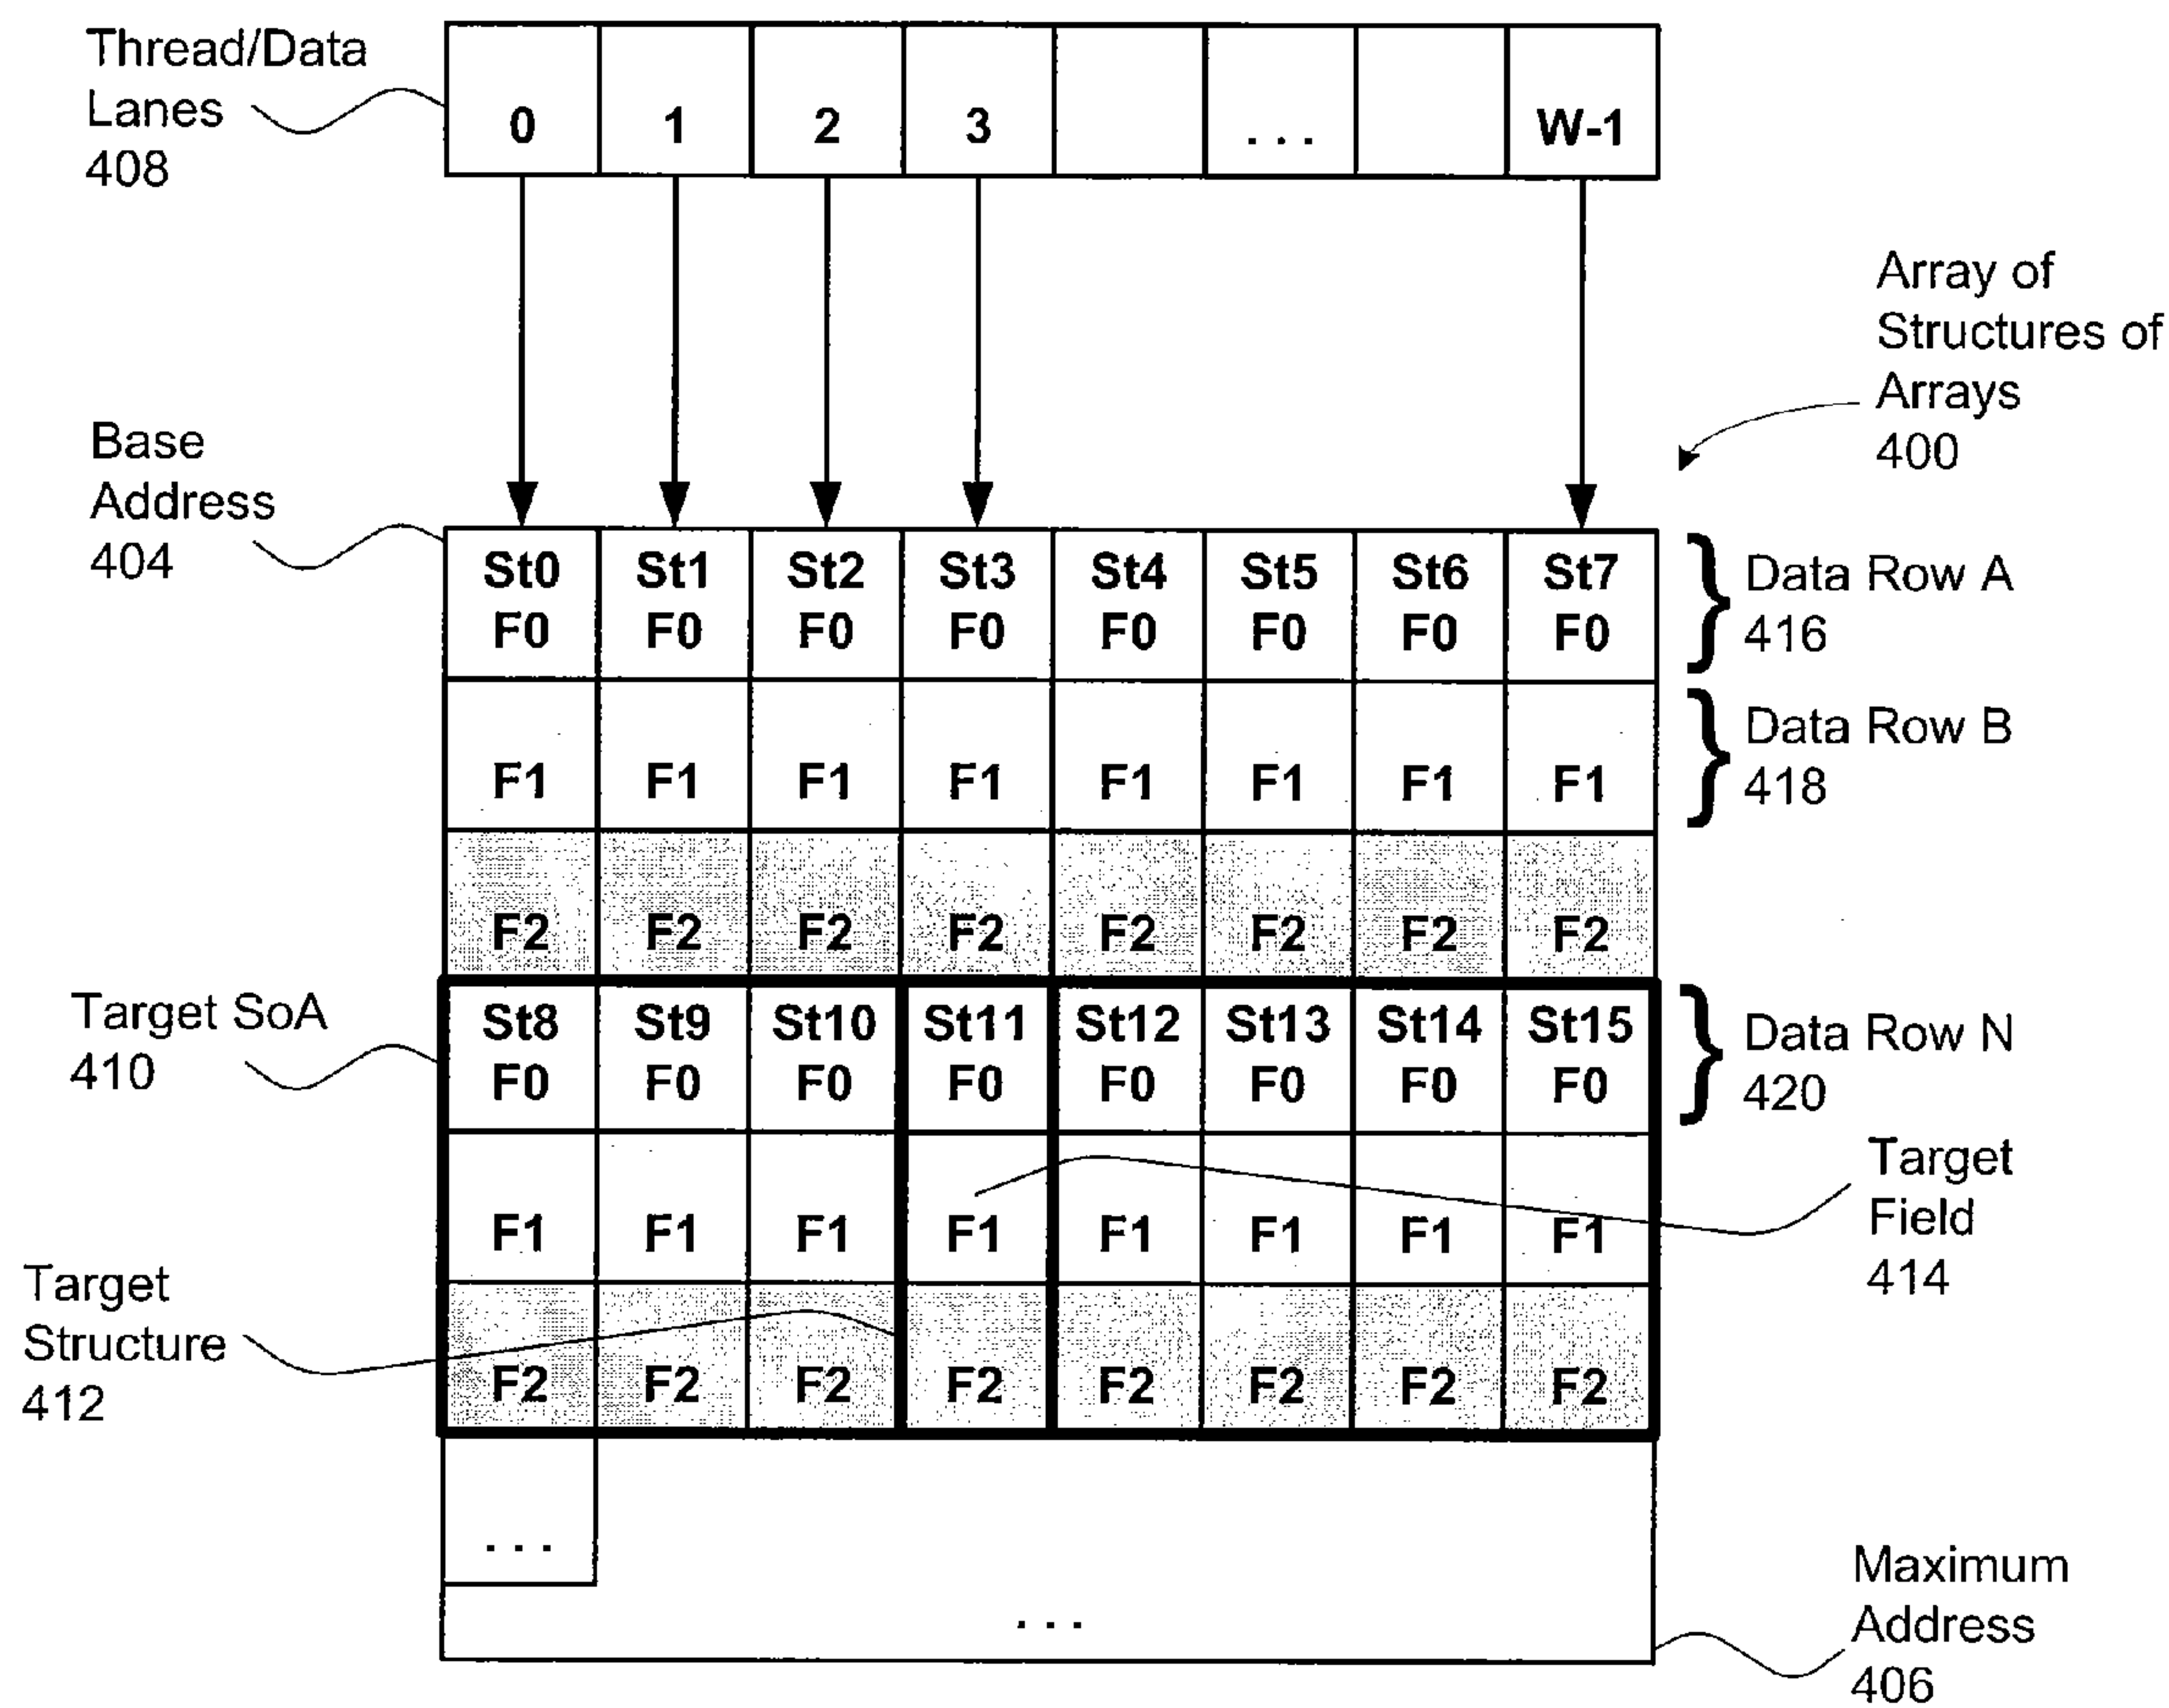 Thread/Data
Lanes
408
0 1 2 3 ... W-1
Array of
Structures of
Arrays
400
Base
Address
404
St0 St1 St2 St3 St4 St5 St6 St7
F0 F0 F0 F0 F0 F0 F0 F0
Data Row A
416
F1 F1 F1 F1 F1 F1 F1 F1
Data Row B
418
F2 F2 F2 F2 F2 F2 F2 F2
Target SoA
410
St8 St9 St10 St11 St12 St13 St14 St15
F0 F0 F0 F0 F0 F0 F0 F0
Data Row N
420
F1 F1 F1 F1 F1 F1 F1 F1
Target
Field
414
Target
Structure
412
F2 F2 F2 F2 F2 F2 F2 F2
...
...
Maximum
Address
406